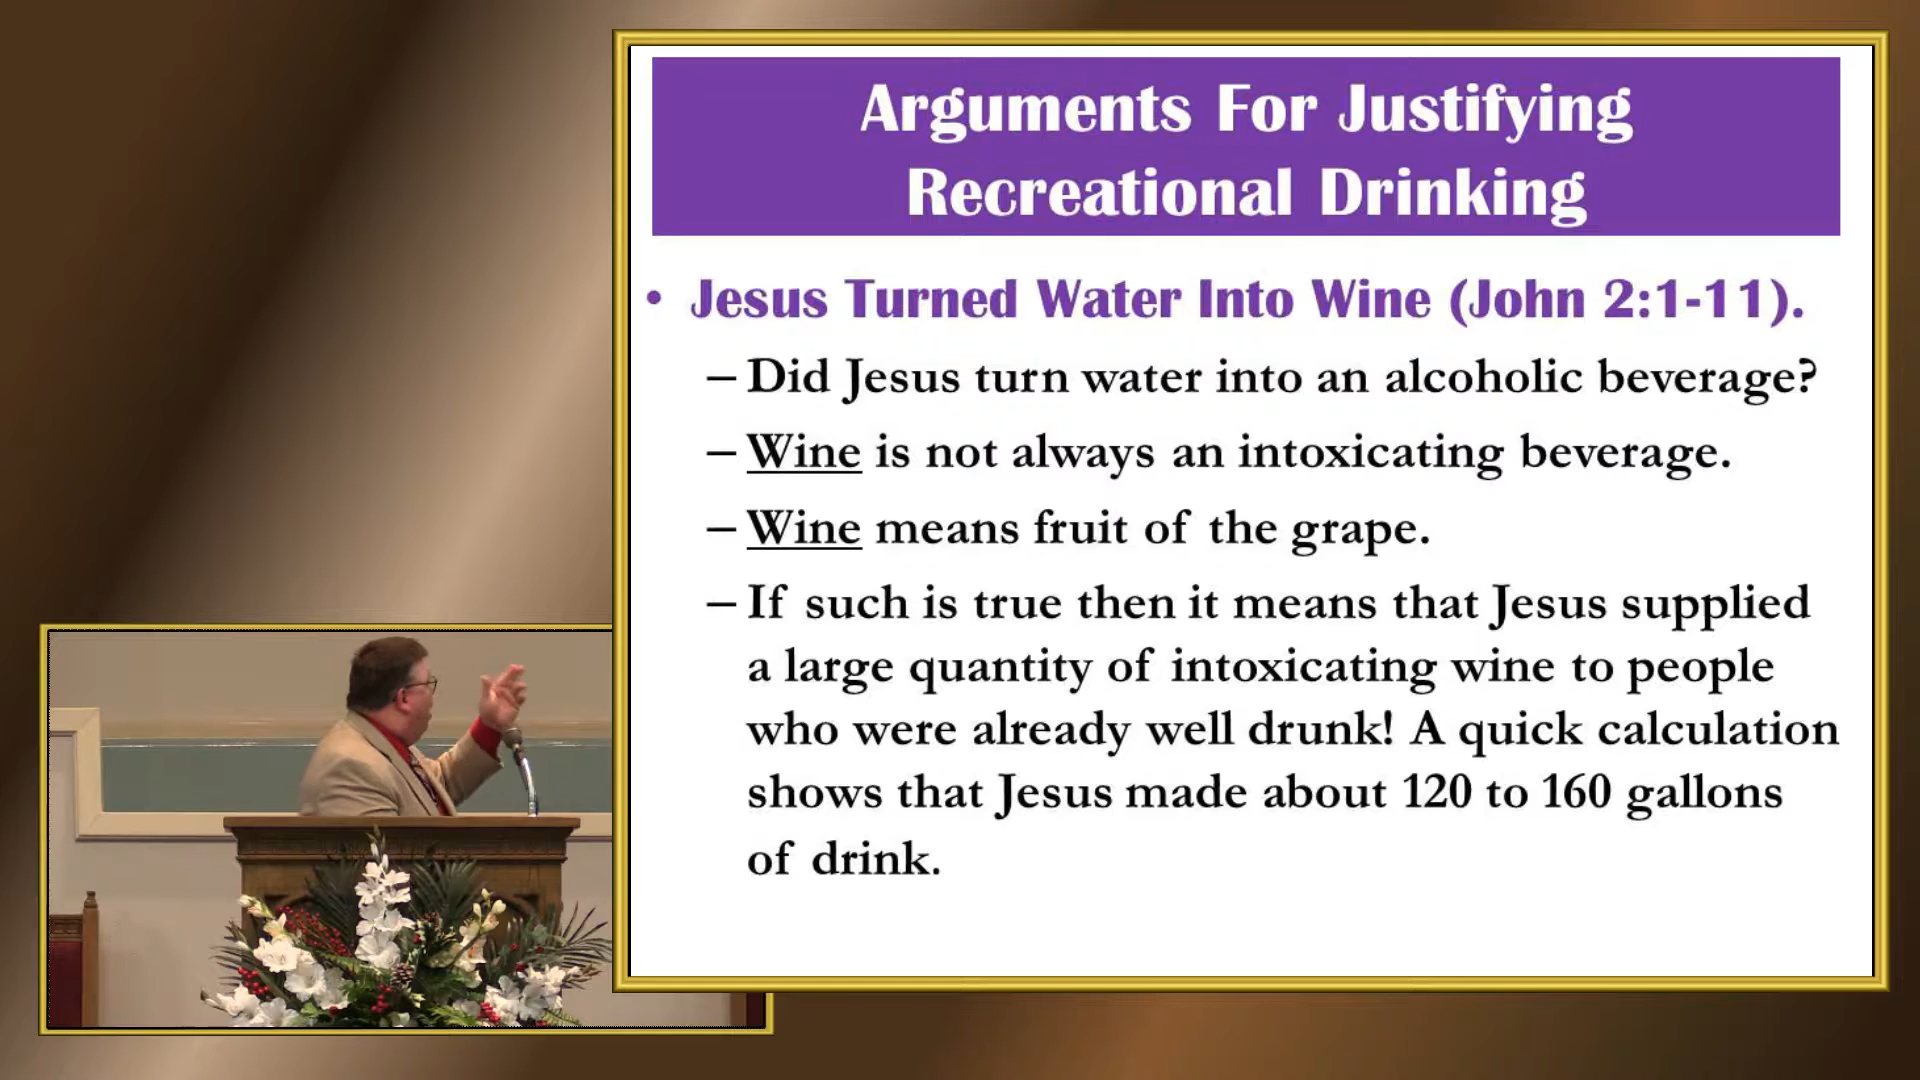 Arguments For Justifying
Recreational Drinking
• Jesus Turned Water Into Wine (John 2:1-11).
– Did Jesus turn water into an alcoholic beverage?
– Wine is not always an intoxicating beverage.
– Wine means fruit of the grape.
– If such is true then it means that Jesus supplied
a large quantity of intoxicating wine to people
who were already well drunk! A quick calculation
shows that Jesus made about 120 to 160 gallons
of drink.